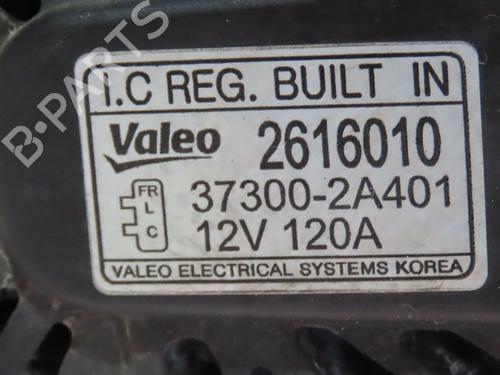 B-PARTS
I.C REG. BUILT IN
Valeo 2616010
FR
L
C
37300-2A401
12V 120A
VALEO ELECTRICAL SYSTEMS KOREA